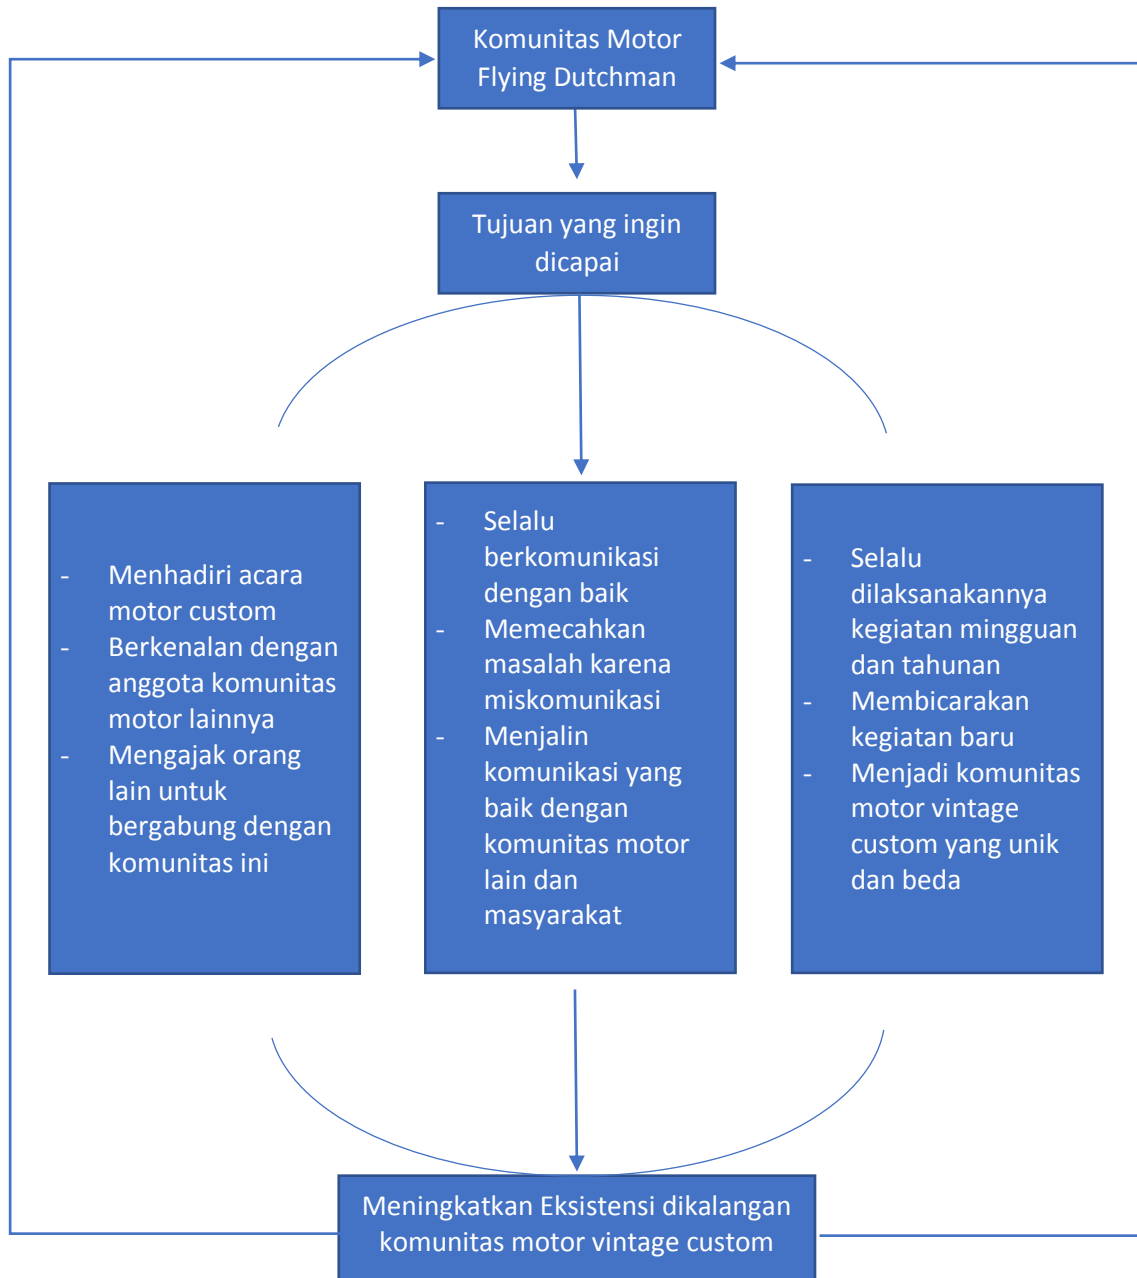 Komunitas Motor
Flying Dutchman
Tujuan yang ingin
dicapai
- Menhadiri acara
motor custom
- Berkenalan dengan
anggota komunitas
motor lainnya
- Mengajak orang
lain untuk
bergabung dengan
komunitas ini
- Selalu
berkomunikasi
dengan baik
- Memecahkan
masalah karena
miskomunikasi
- Menjalin
komunikasi yang
baik dengan
komunitas motor
lain dan
masyarakat
- Selalu
dilaksanakannya
kegiatan mingguan
dan tahunan
- Membicarakan
kegiatan baru
- Menjadi komunitas
motor vintage
custom yang unik
dan beda
Meningkatkan Eksistensi dikalangan
komunitas motor vintage custom